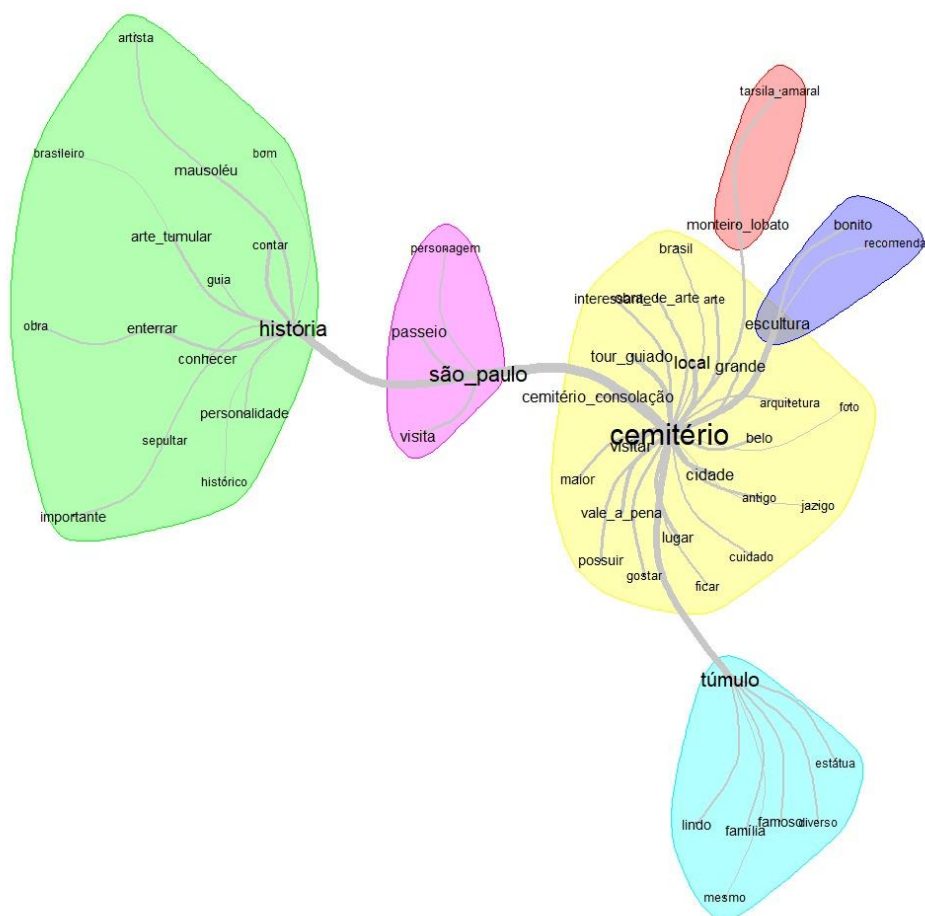 artista
brasileiro
bom
mausoléu
arte_tumular
contar
guia
obra
enterrar
história
conhecer
personalidade
sepultar
histórico
importante
personagem
passeio
são_paulo
visita
tarsila_amaral
monteiro_lobato
bonito
recomenda
escultura
brasil
interessante
obra_de_arte
arte
tour_guiado
local
grande
cemitério_consolação
arquitetura
foto
cemitério
visitar
belo
maior
cidade
antigo
jazigo
vale_a_pena
lugar
cuidado
possuir
gostar
ficar
túmulo
estátua
lindo
família
famoso
diverso
mesmo